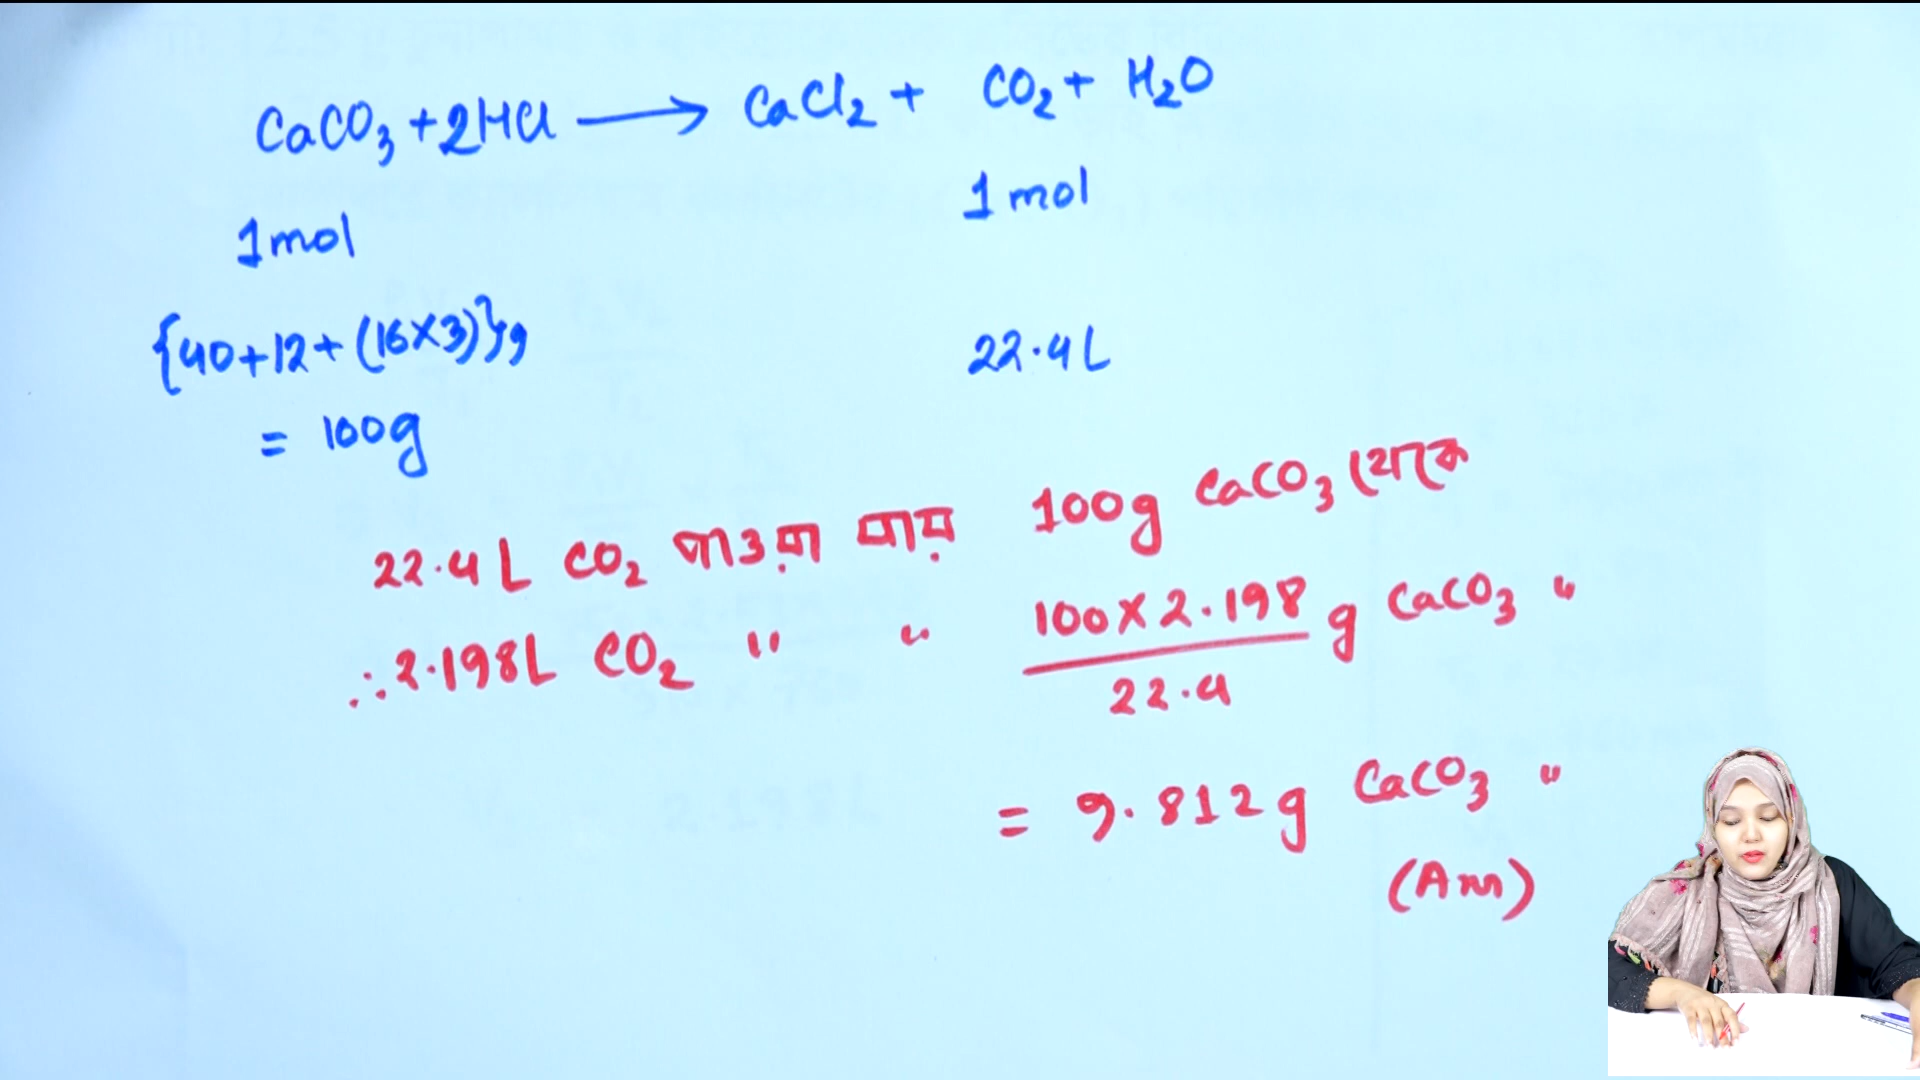 CaCO₃ + 2HCl ⟶ CaCl₂ + CO₂ + H₂O
1 mol 1 mol
{40+12+(16×3)}g 22.4 L
= 100g
22.4 L CO₂ পাওয়া যায় 100g CaCO₃ থেকে
∴ 2.198L CO₂ " " 100×2.198/22.4 g CaCO₃ "
= 9.812 g CaCO₃ "
(Ans)